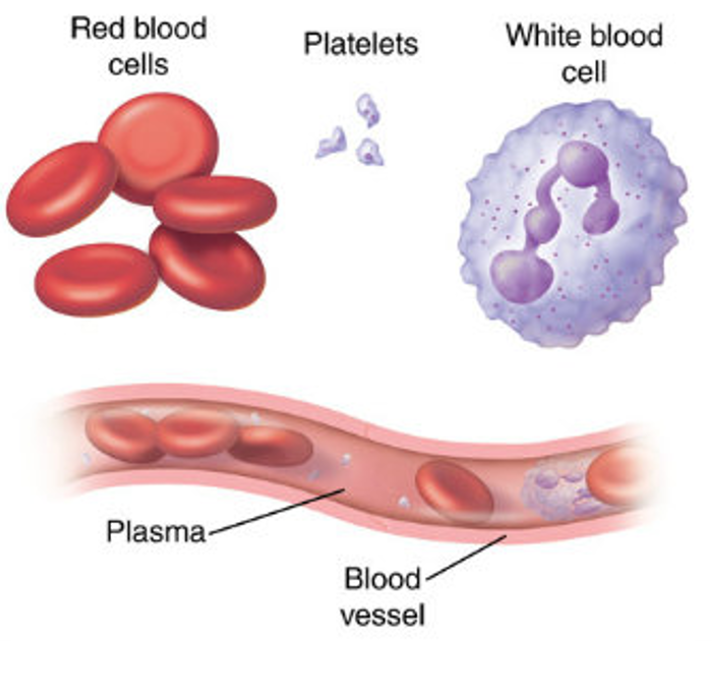 Red blood
cells
Platelets
White blood
cell
Plasma
Blood
vessel